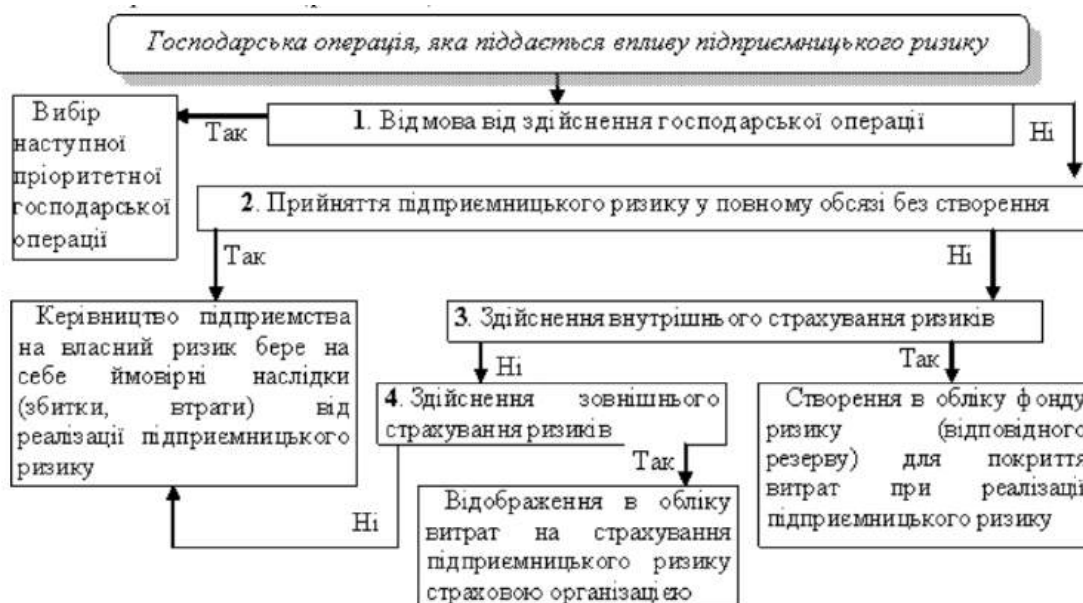 Господарська операція, яка піддається впливу підприємницького ризику
Вибір
наступної
пріоритетної
господарської
операції
Так
1. Відмова від здійснення господарської операції
Ні
2. Прийняття підприємницького ризику у повному обсязі без створення
Так
Ні
Керівництво підприємства
на власний ризик бере на
себе ймовірні наслідки
(збитки, втрати) від
реалізації підприємницького
ризику
3. Здійснення внутрішнього страхування ризиків
Ні
Так
4. Здійснення зовнішнього
страхування ризиків
Створення в обліку фонду
ризику (відповідного
резерву) для покриття
витрат при реалізації
підприємницького ризику
Так
Ні
Відображення в обліку
витрат на страхування
підприємницького ризику
страховою організацією